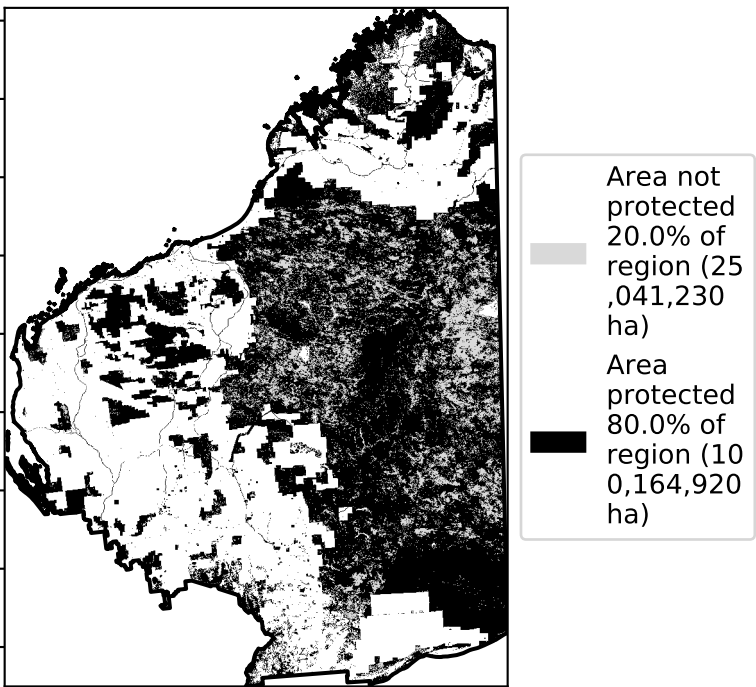 Area not
protected
20.0% of
region (25
,041,230
ha)
Area
protected
80.0% of
region (10
0,164,920
ha)